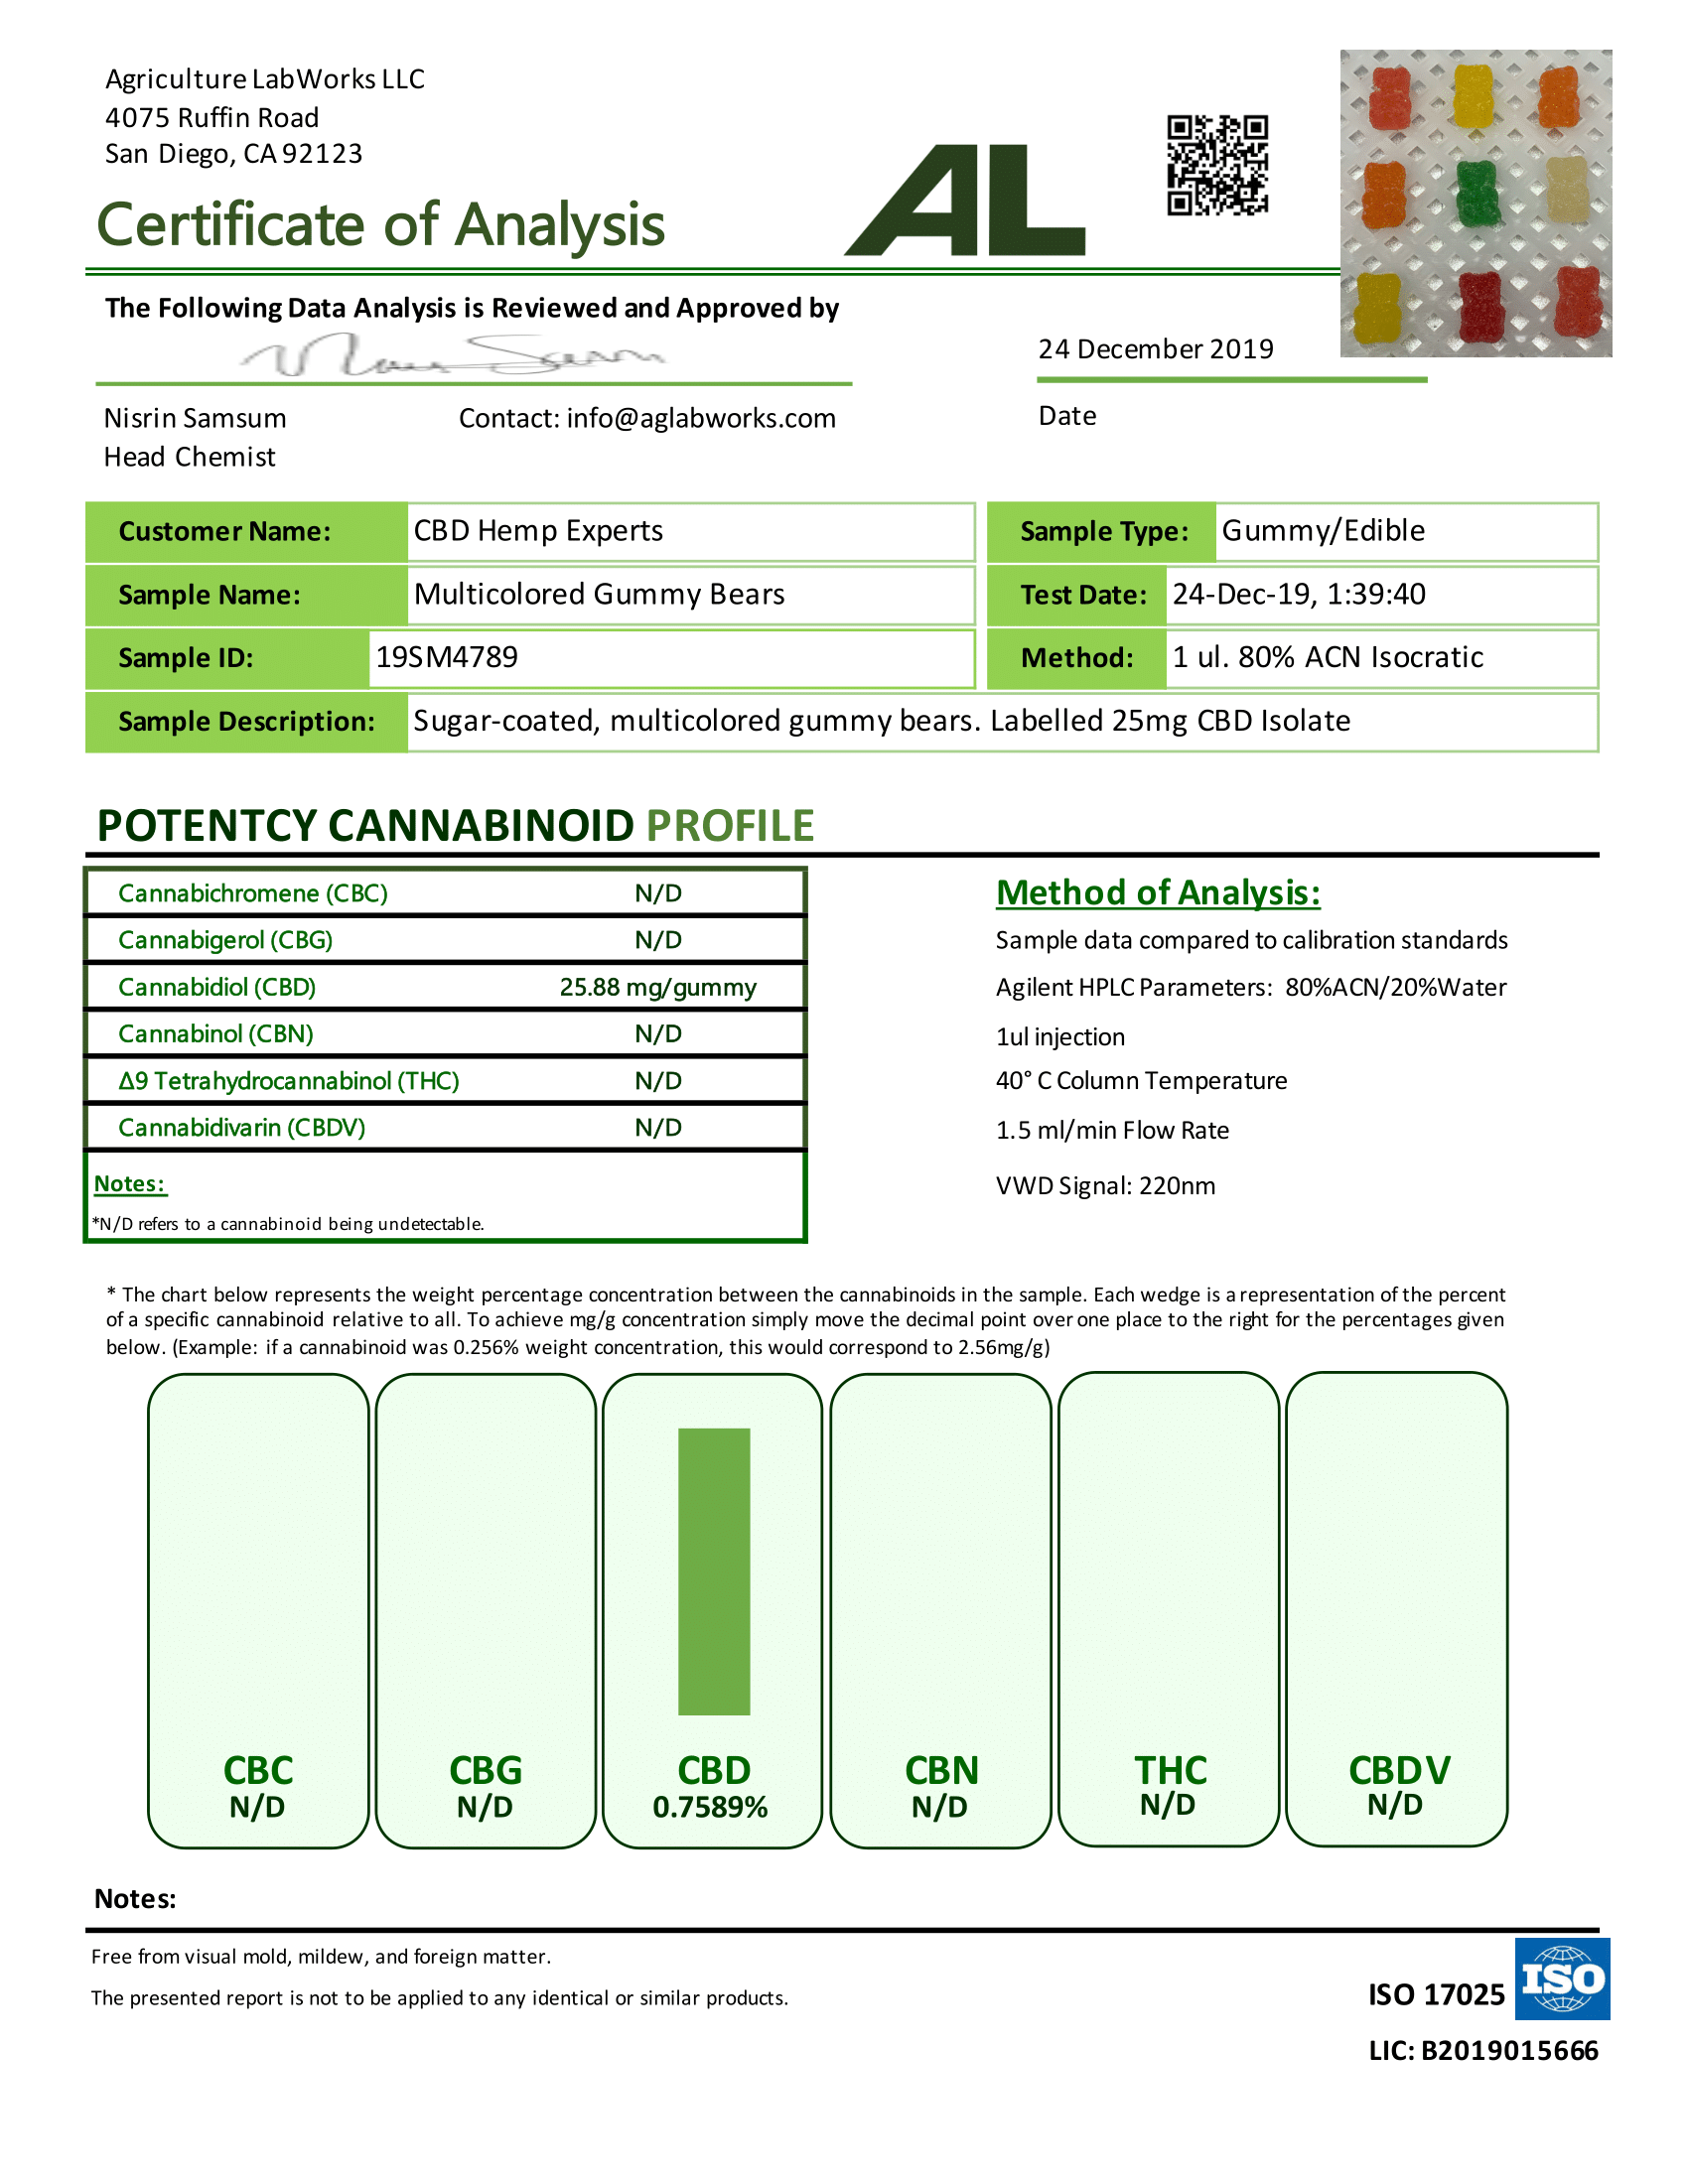 Agriculture LabWorks LLC
4075 Ruffin Road
San Diego, CA 92123
Certificate of Analysis
AL
The Following Data Analysis is Reviewed and Approved by
24 December 2019
Nisrin Samsum Contact: info@aglabworks.com Date
Head Chemist
Customer Name: CBD Hemp Experts Sample Type: Gummy/Edible
Sample Name: Multicolored Gummy Bears Test Date: 24-Dec-19, 1:39:40
Sample ID: 19SM4789 Method: 1 ul. 80% ACN Isocratic
Sample Description: Sugar-coated, multicolored gummy bears. Labelled 25mg CBD Isolate
POTENTCY CANNABINOID PROFILE
Cannabichromene (CBC) N/D
Cannabigerol (CBG) N/D
Cannabidiol (CBD) 25.88 mg/gummy
Cannabinol (CBN) N/D
Δ9 Tetrahydrocannabinol (THC) N/D
Cannabidivarin (CBDV) N/D
Notes:
*N/D refers to a cannabinoid being undetectable.
Method of Analysis:
Sample data compared to calibration standards
Agilent HPLC Parameters: 80%ACN/20%Water
1ul injection
40° C Column Temperature
1.5 ml/min Flow Rate
VWD Signal: 220nm
* The chart below represents the weight percentage concentration between the cannabinoids in the sample. Each wedge is a representation of the percent
of a specific cannabinoid relative to all. To achieve mg/g concentration simply move the decimal point over one place to the right for the percentages given
below. (Example: if a cannabinoid was 0.256% weight concentration, this would correspond to 2.56mg/g)
CBC CBG CBD CBN THC CBDV
N/D N/D 0.7589% N/D N/D N/D
Notes:
Free from visual mold, mildew, and foreign matter.
The presented report is not to be applied to any identical or similar products.
ISO 17025 ISO
LIC: B2019015666